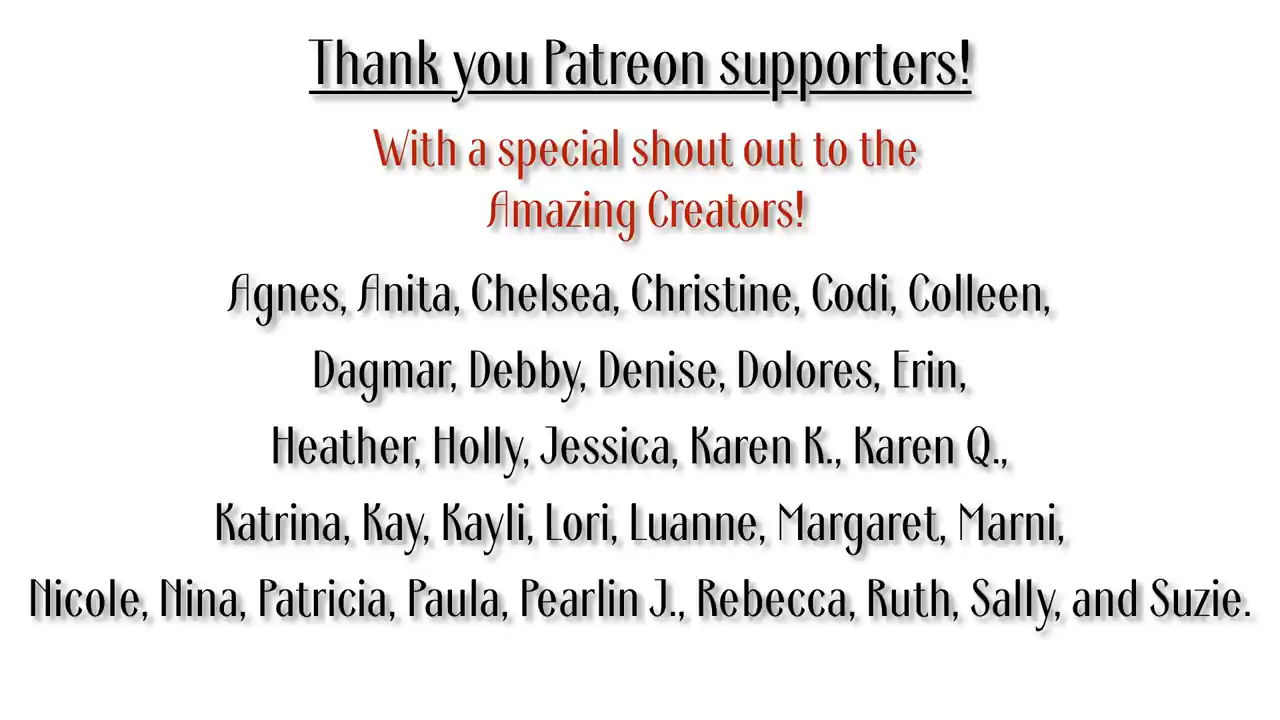 Thank you Patreon supporters!
With a special shout out to the
Amazing Creators!
Agnes, Anita, Chelsea, Christine, Codi, Colleen,
Dagmar, Debby, Denise, Dolores, Erin,
Heather, Holly, Jessica, Karen K., Karen Q.,
Katrina, Kay, Kayli, Lori, Luanne, Margaret, Marni,
Nicole, Nina, Patricia, Paula, Pearlin J., Rebecca, Ruth, Sally, and Suzie.